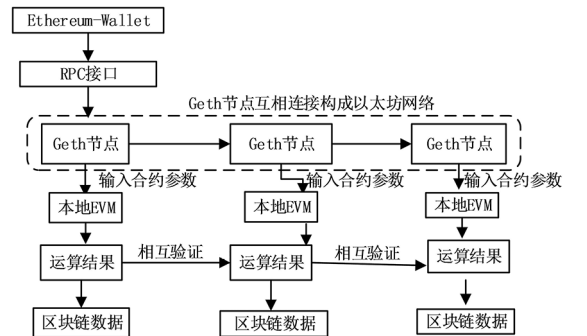 Ethereum-Wallet
RPC接口
Geth节点互相连接构成以太坊网络
Geth节点
Geth节点
Geth节点
输入合约参数
输入合约参数
输入合约参数
本地EVM
本地EVM
本地EVM
相互验证
相互验证
运算结果
运算结果
运算结果
区块链数据
区块链数据
区块链数据